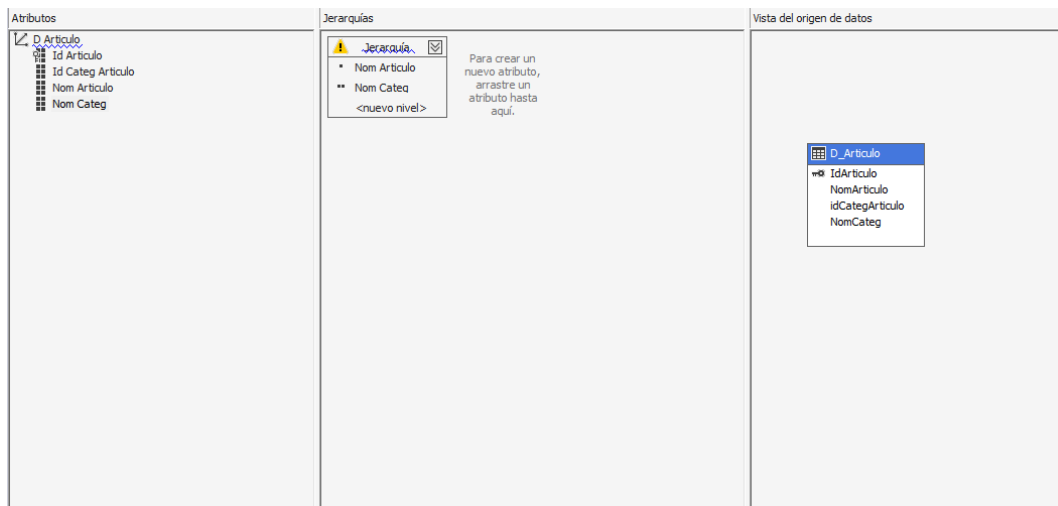 Atributos
D Articulo
Id Articulo
Id Categ Articulo
Nom Articulo
Nom Categ
Jerarquías
Jerarquía
Nom Articulo
Nom Categ
<nuevo nivel>
Para crear un
nuevo atributo,
arrastre un
atributo hasta
aquí.
Vista del origen de datos
D_Articulo
IdArticulo
NomArticulo
idCategArticulo
NomCateg